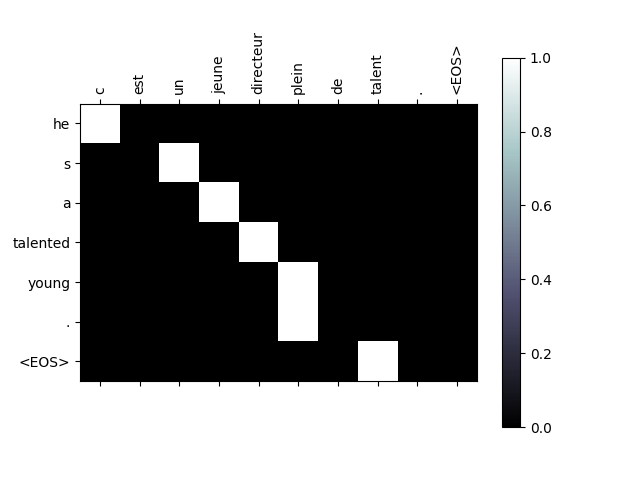 c est un jeune directeur plein de talent . <EOS>
he
s
a
talented
young
.
<EOS>
1.0
0.8
0.6
0.4
0.2
0.0